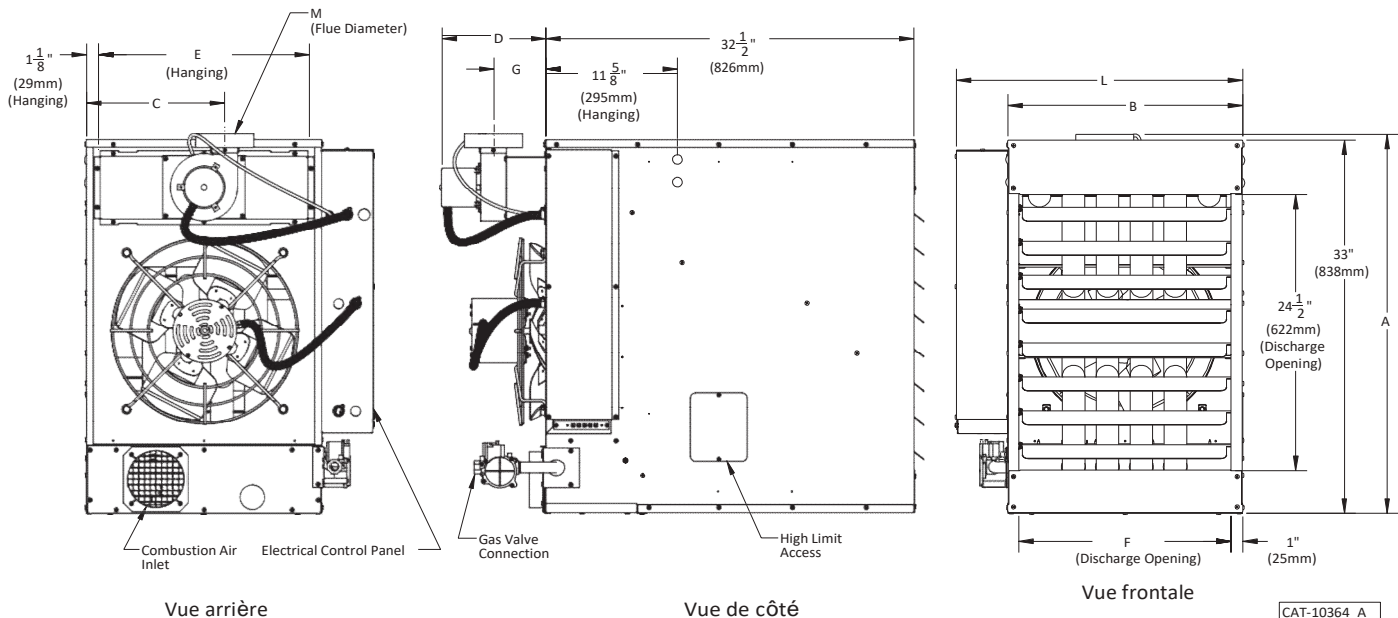 M
(Flue Diameter)
1 1/8"
(29mm)
(Hanging)
E
(Hanging)
C
D
G
32 1/2"
(826mm)
11 5/8"
(295mm)
(Hanging)
L
B
33"
(838mm)
24 1/2"
(622mm)
(Discharge
Opening)
A
F
(Discharge Opening)
1"
(25mm)
Combustion Air
Inlet
Electrical Control Panel
Gas Valve
Connection
High Limit
Access
Vue arrière
Vue de côté
Vue frontale
CAT-10364 A